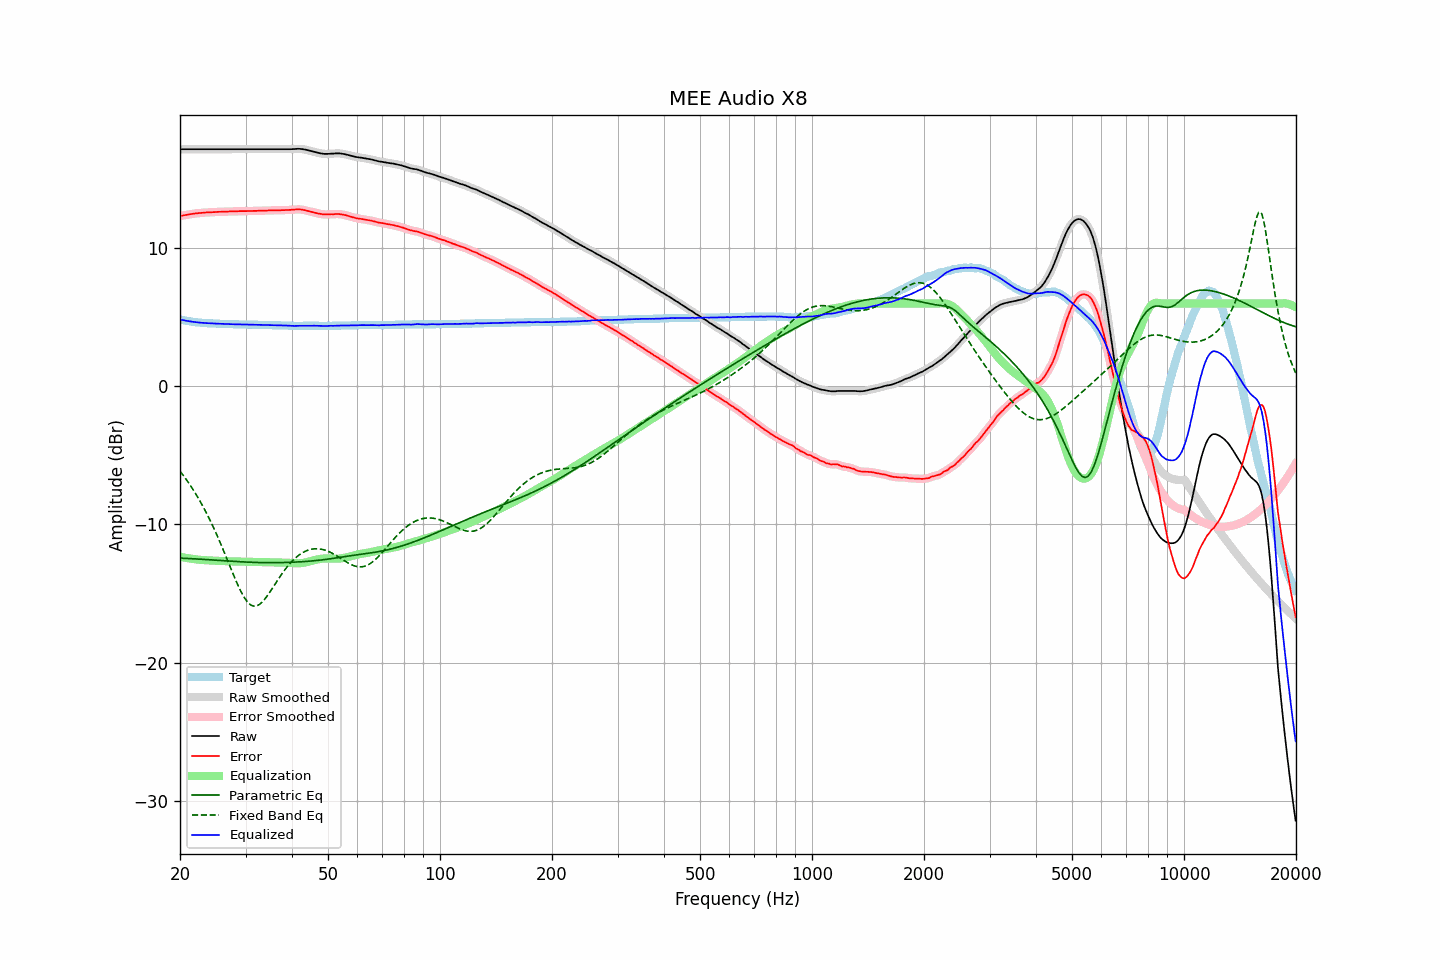 MEE Audio X8
Amplitude (dBr)
10
0
−10
−20
−30
Target
Raw Smoothed
Error Smoothed
Raw
Error
Equalization
Parametric Eq
Fixed Band Eq
Equalized
20 50 100 200 500 1000 2000 5000 10000 20000
Frequency (Hz)